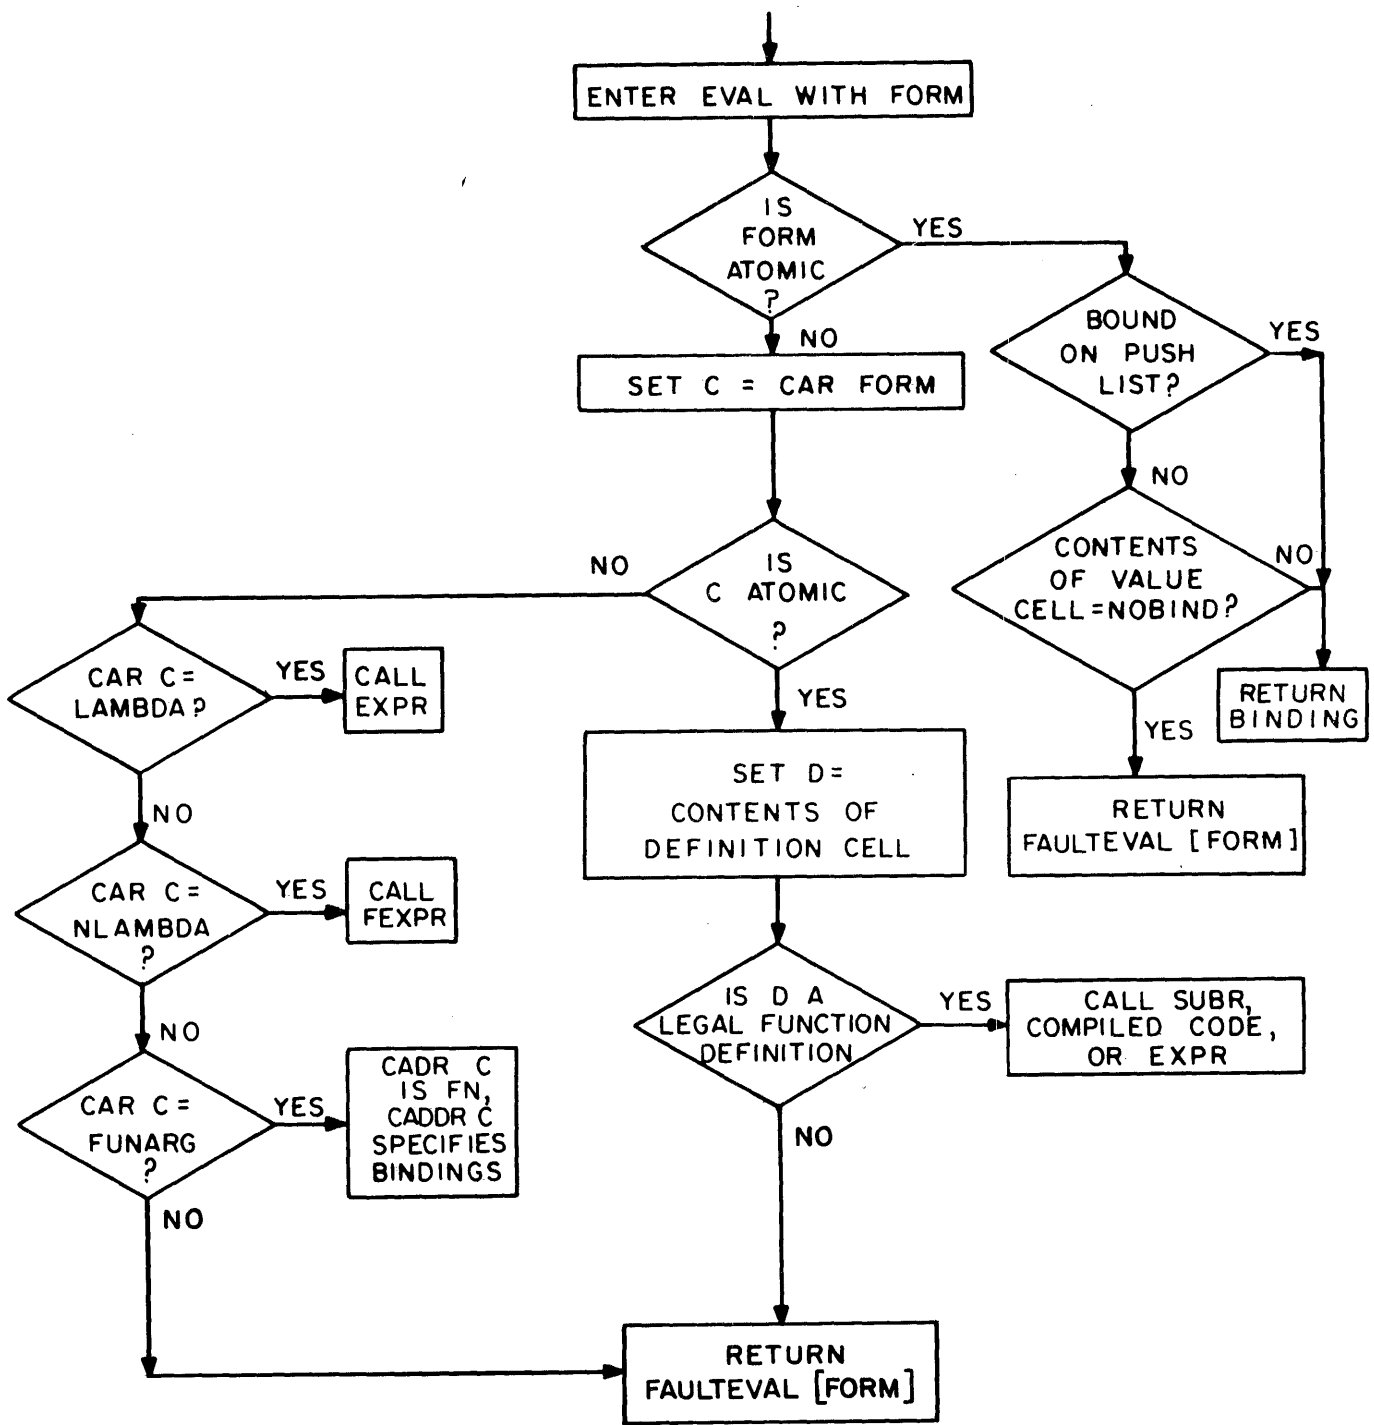 ENTER EVAL WITH FORM
IS
FORM
ATOMIC
?
YES
NO
BOUND
ON PUSH
LIST?
YES
SET C = CAR FORM
NO
CONTENTS
OF VALUE
CELL=NOBIND?
NO
IS
C ATOMIC
?
NO
YES
CAR C=
LAMBDA?
YES
CALL
EXPR
RETURN
BINDING
YES
RETURN
FAULTEVAL [FORM]
SET D=
CONTENTS OF
DEFINITION CELL
NO
CAR C=
NLAMBDA
?
YES
CALL
FEXPR
IS D A
LEGAL FUNCTION
DEFINITION
YES
CALL SUBR,
COMPILED CODE,
OR EXPR
NO
CAR C=
FUNARG
?
YES
CADR C
IS FN,
CADDR C
SPECIFIES
BINDINGS
NO
NO
RETURN
FAULTEVAL [FORM]